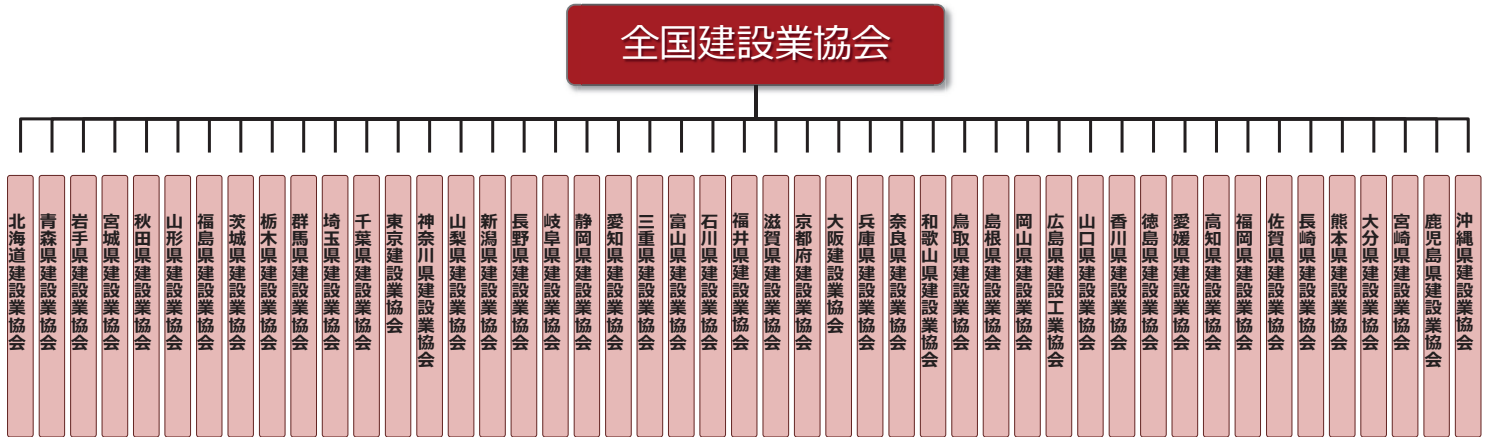 全国建設業協会
北海道建設業協会
青森県建設業協会
岩手県建設業協会
宮城県建設業協会
秋田県建設業協会
山形県建設業協会
福島県建設業協会
茨城県建設業協会
栃木県建設業協会
群馬県建設業協会
埼玉県建設業協会
千葉県建設業協会
東京建設業協会
神奈川県建設業協会
山梨県建設業協会
新潟県建設業協会
長野県建設業協会
岐阜県建設業協会
静岡県建設業協会
愛知県建設業協会
三重県建設業協会
富山県建設業協会
石川県建設業協会
福井県建設業協会
滋賀県建設業協会
京都府建設業協会
大阪建設業協会
兵庫県建設業協会
奈良県建設業協会
和歌山県建設業協会
鳥取県建設業協会
島根県建設業協会
岡山県建設業協会
広島県建設工業協会
山口県建設業協会
香川県建設業協会
徳島県建設業協会
愛媛県建設業協会
高知県建設業協会
福岡県建設業協会
佐賀県建設業協会
長崎県建設業協会
熊本県建設業協会
大分県建設業協会
宮崎県建設業協会
鹿児島県建設業協会
沖縄県建設業協会